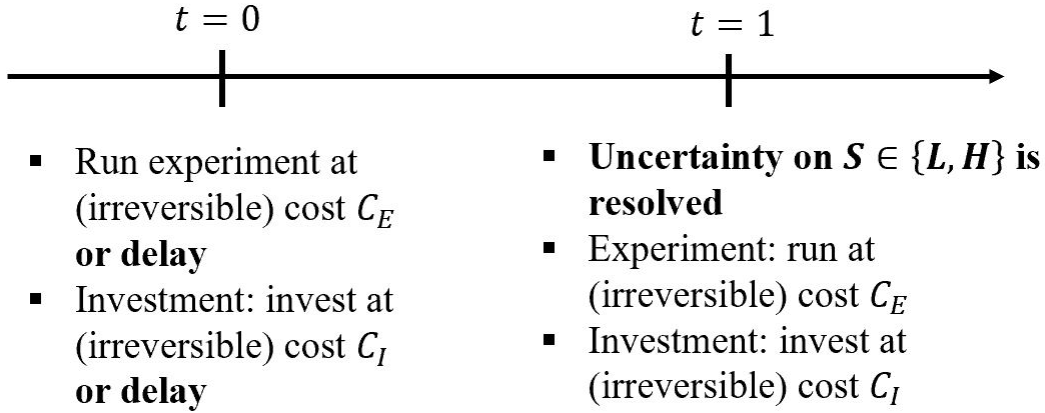 t = 0
t = 1
▪ Run experiment at
(irreversible) cost C_E
or delay
▪ Investment: invest at
(irreversible) cost C_I
or delay
▪ Uncertainty on S ∈ {L, H} is
resolved
▪ Experiment: run at
(irreversible) cost C_E
▪ Investment: invest at
(irreversible) cost C_I